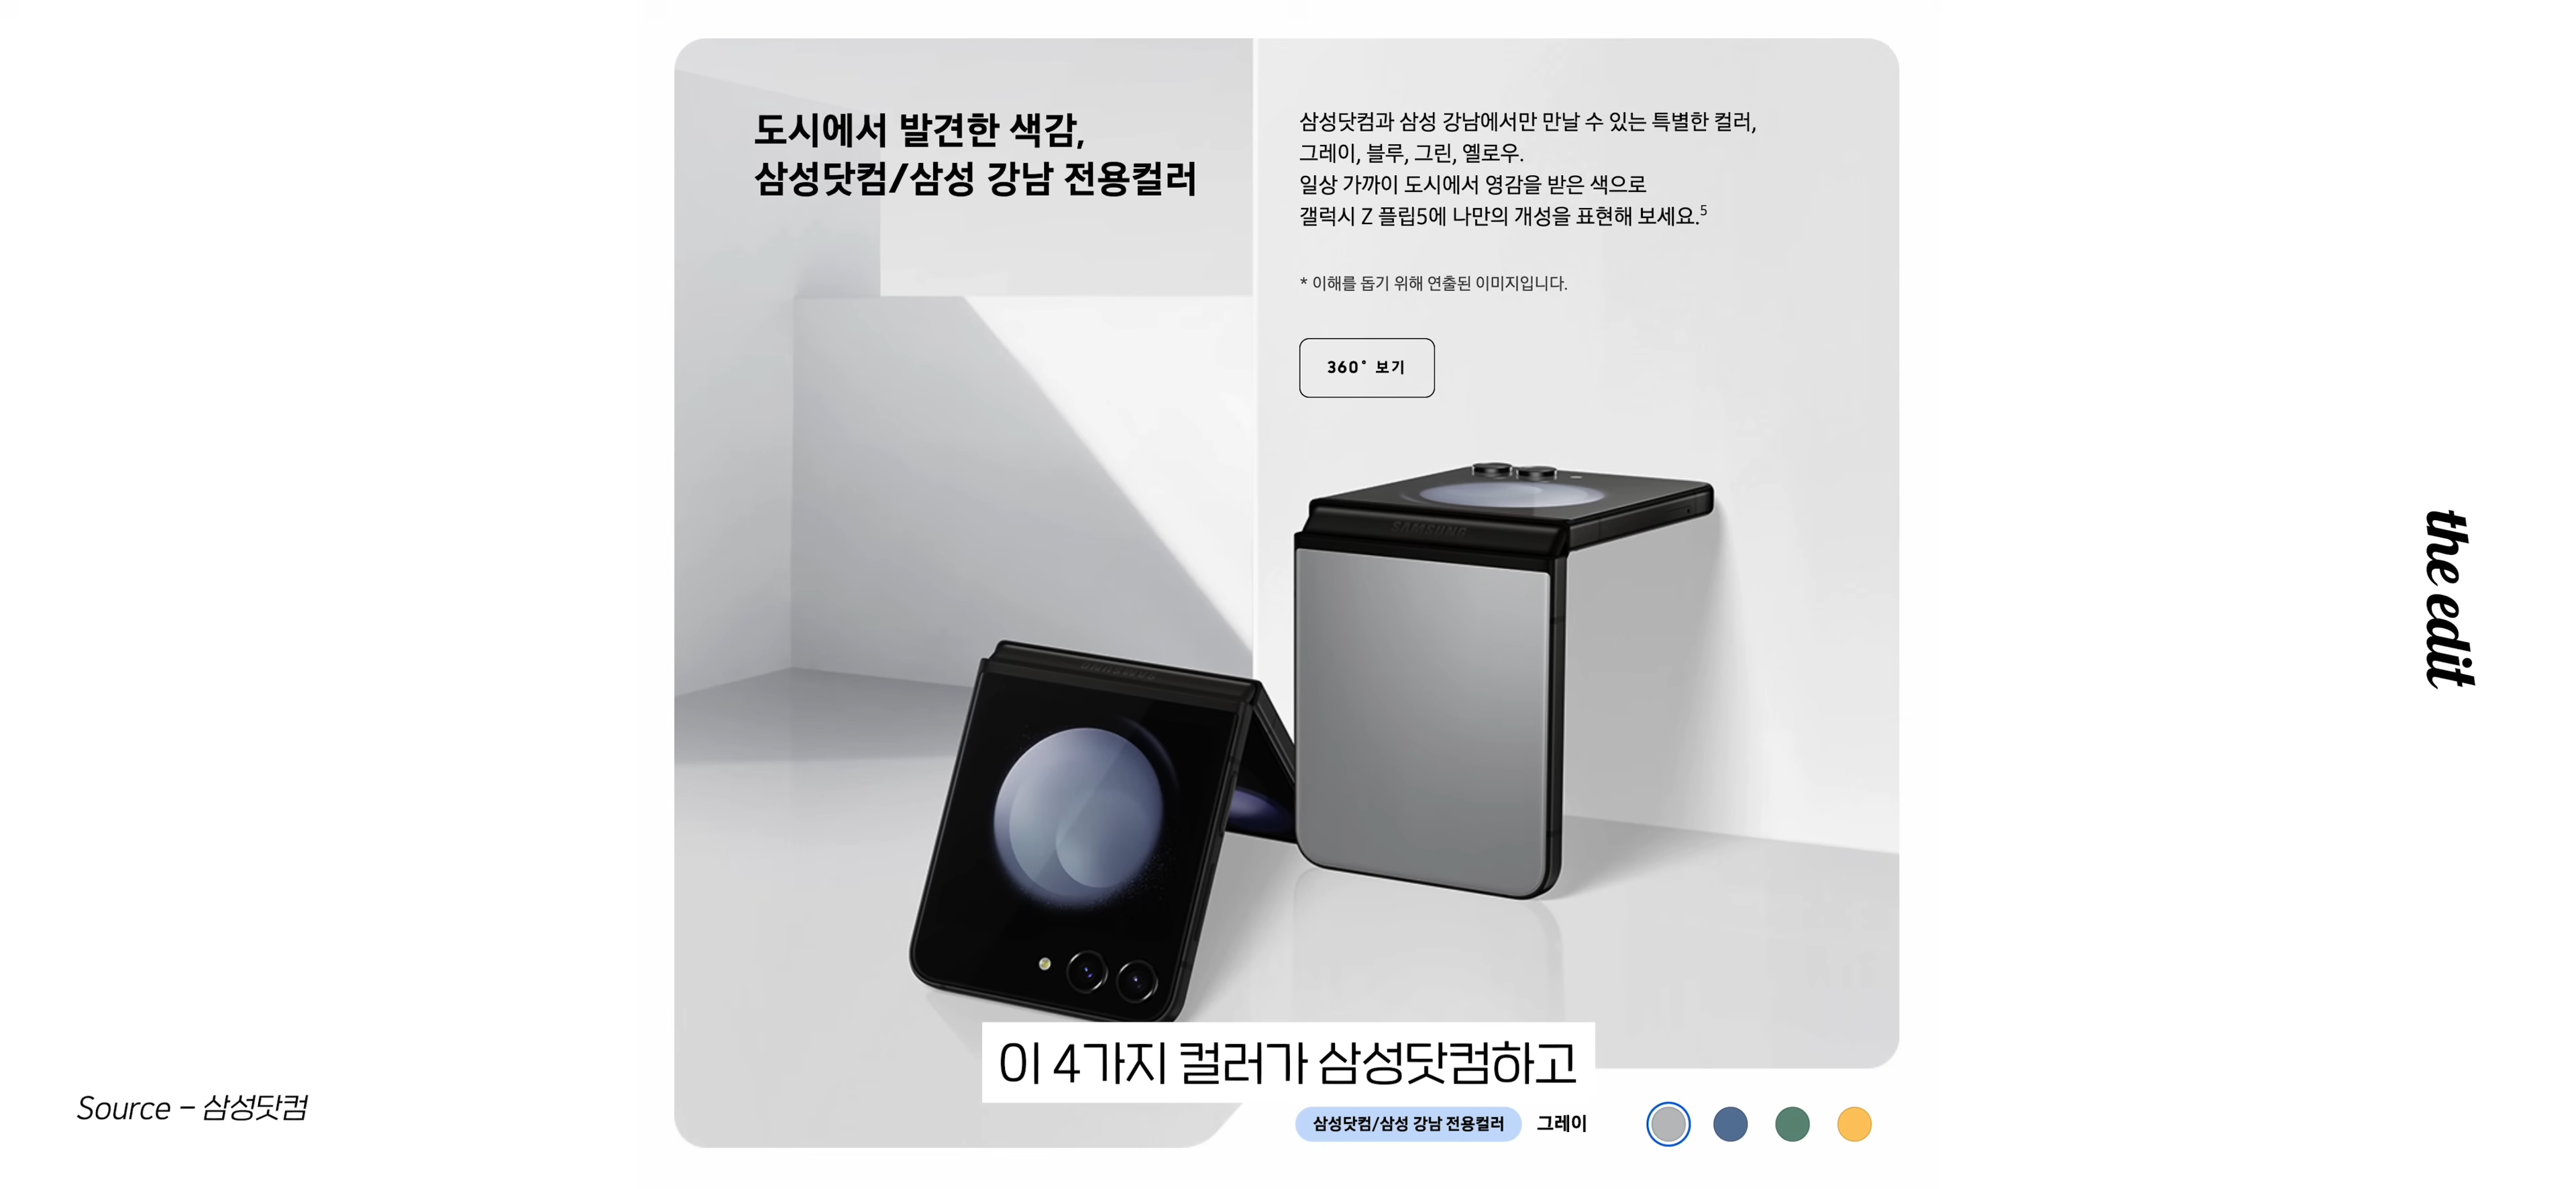 도시에서 발견한 색감,
삼성닷컴/삼성 강남 전용컬러
삼성닷컴과 삼성 강남에서만 만날 수 있는 특별한 컬러,
그레이, 블루, 그린, 옐로우.
일상 가까이 도시에서 영감을 받은 색으로
갤럭시 Z 플립5에 나만의 개성을 표현해 보세요.5
* 이해를 돕기 위해 연출된 이미지입니다.
360° 보기
SAMSUNG
SAMSUNG
이 4가지 컬러가 삼성닷컴하고
삼성닷컴/삼성 강남 전용컬러 그레이
Source – 삼성닷컴
the edit